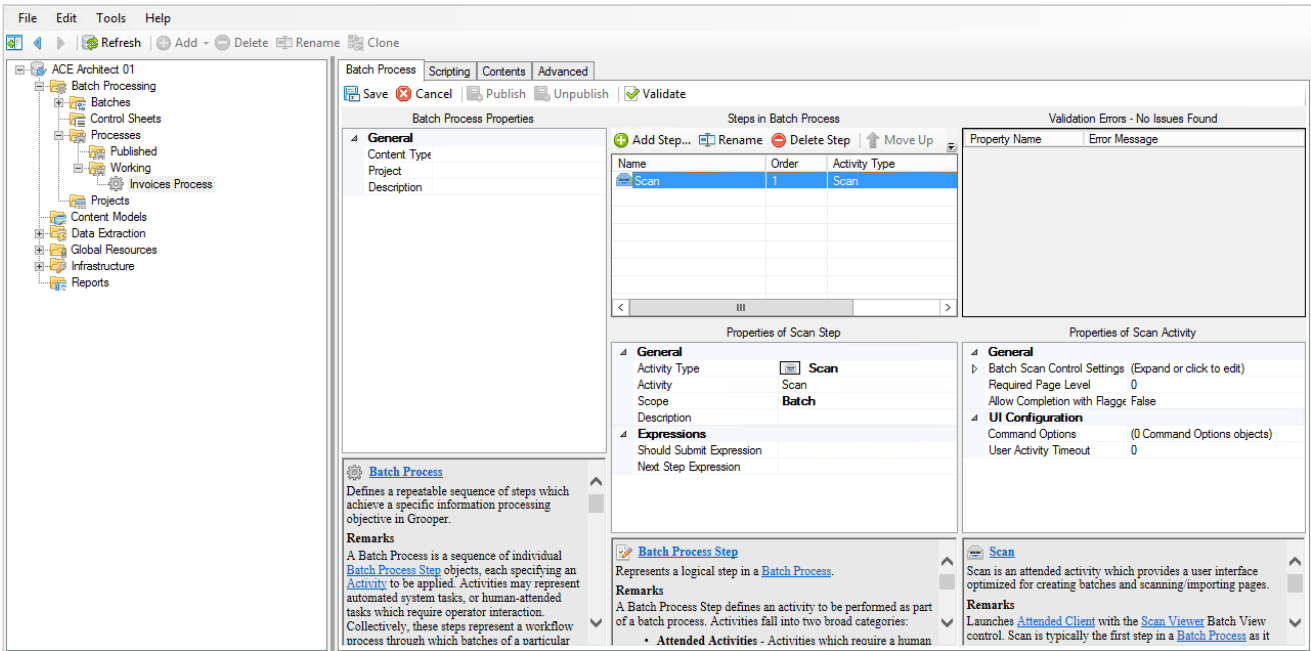 File Edit Tools Help
Refresh Add Delete Rename Clone
ACE Architect 01
Batch Processing
Batches
Control Sheets
Processes
Published
Working
Invoices Process
Projects
Content Models
Data Extraction
Global Resources
Infrastructure
Reports
Batch Process Scripting Contents Advanced
Save Cancel Publish Unpublish Validate
Batch Process Properties
General
Content Type
Project
Description
Batch Process
Defines a repeatable sequence of steps which
achieve a specific information processing
objective in Grooper.
Remarks
A Batch Process is a sequence of individual
Batch Process Step objects, each specifying an
Activity to be applied. Activities may represent
automated system tasks, or human-attended
tasks which require operator interaction.
Collectively, these steps represent a workflow
process through which batches of a particular
Steps in Batch Process
Add Step... Rename Delete Step Move Up
Name Order Activity Type
Scan 1 Scan
Properties of Scan Step
General
Activity Type Scan
Activity Scan
Scope Batch
Description
Expressions
Should Submit Expression
Next Step Expression
Batch Process Step
Represents a logical step in a Batch Process.
Remarks
A Batch Process Step defines an activity to be performed as part
of a batch process. Activities fall into two broad categories:
• Attended Activities - Activities which require a human
Validation Errors - No Issues Found
Property Name Error Message
Properties of Scan Activity
General
Batch Scan Control Settings (Expand or click to edit)
Required Page Level 0
Allow Completion with Flagge False
UI Configuration
Command Options (0 Command Options objects)
User Activity Timeout 0
Scan
Scan is an attended activity which provides a user interface
optimized for creating batches and scanning/importing pages.
Remarks
Launches Attended Client with the Scan Viewer Batch View
control. Scan is typically the first step in a Batch Process as it